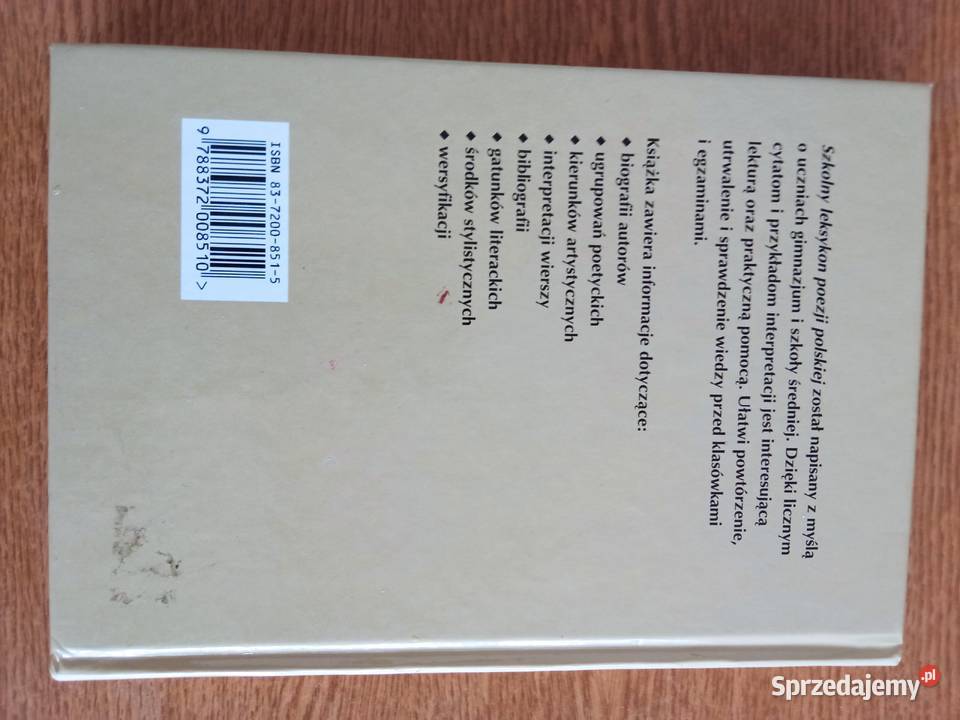 Szkolny leksykon poezji polskiej został napisany z myślą
o uczniach gimnazjum i szkoły średniej. Dzięki licznym
cytatom i przykładom interpretacji jest interesującą
lekturą oraz praktyczną pomocą. Ułatwi powtórzenie,
utrwalenie i sprawdzenie wiedzy przed klasówkami
i egzaminami.
Książka zawiera informacje dotyczące:
◆ biografii autorów
◆ ugrupowań poetyckich
◆ kierunków artystycznych
◆ interpretacji wierszy
◆ bibliografii
◆ gatunków literackich
◆ środków stylistycznych
◆ wersyfikacji
ISBN 83-7200-851-5
9 788372 008510 >
Sprzedajemy.pl